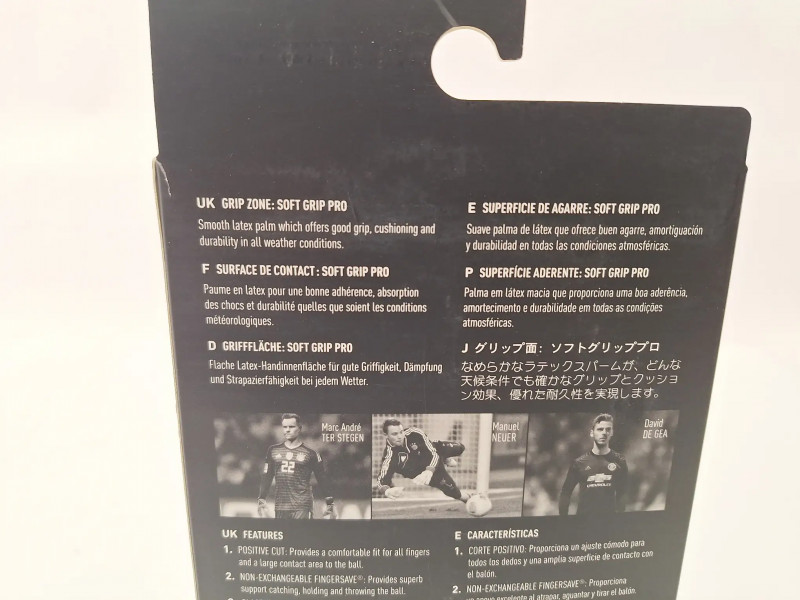 UK GRIP ZONE: SOFT GRIP PRO
Smooth latex palm which offers good grip, cushioning and
durability in all weather conditions.
F SURFACE DE CONTACT: SOFT GRIP PRO
Paume en latex pour une bonne adhérence, absorption
des chocs et durabilité quelles que soient les conditions
météorologiques.
D GRIFFFLÄCHE: SOFT GRIP PRO
Flache Latex-Handinnenfläche für gute Griffigkeit, Dämpfung
und Strapazierfähigkeit bei jedem Wetter.
E SUPERFICIE DE AGARRE: SOFT GRIP PRO
Suave palma de látex que ofrece buen agarre, amortiguación
y durabilidad en todas las condiciones atmosféricas.
P SUPERFÍCIE ADERENTE: SOFT GRIP PRO
Palma em látex macia que proporciona uma boa aderência,
amortecimento e durabilidade em todas as condições
atmosféricas.
J グリップ面: ソフトグリッププロ
なめらかなラテックスパームが、どんな
天候条件でも確かなグリップとクッショ
ン効果、優れた耐久性を実現します。
Marc André
TER STEGEN
22
Manuel
NEUER
David
DE GEA
CHEVROLET
UK FEATURES
1. POSITIVE CUT: Provides a comfortable fit for all fingers
and a large contact area to the ball.
2. NON-EXCHANGEABLE FINGERSAVE®: Provides superb
support catching, holding and throwing the ball.
E CARACTERÍSTICAS
1. CORTE POSITIVO: Proporciona un ajuste cómodo para
todos los dedos y una amplia superficie de contacto con
el balón.
2. NON-EXCHANGEABLE FINGERSAVE®: Proporciona
un apoyo excelente al atrapar, aguantar y tirar el balón.